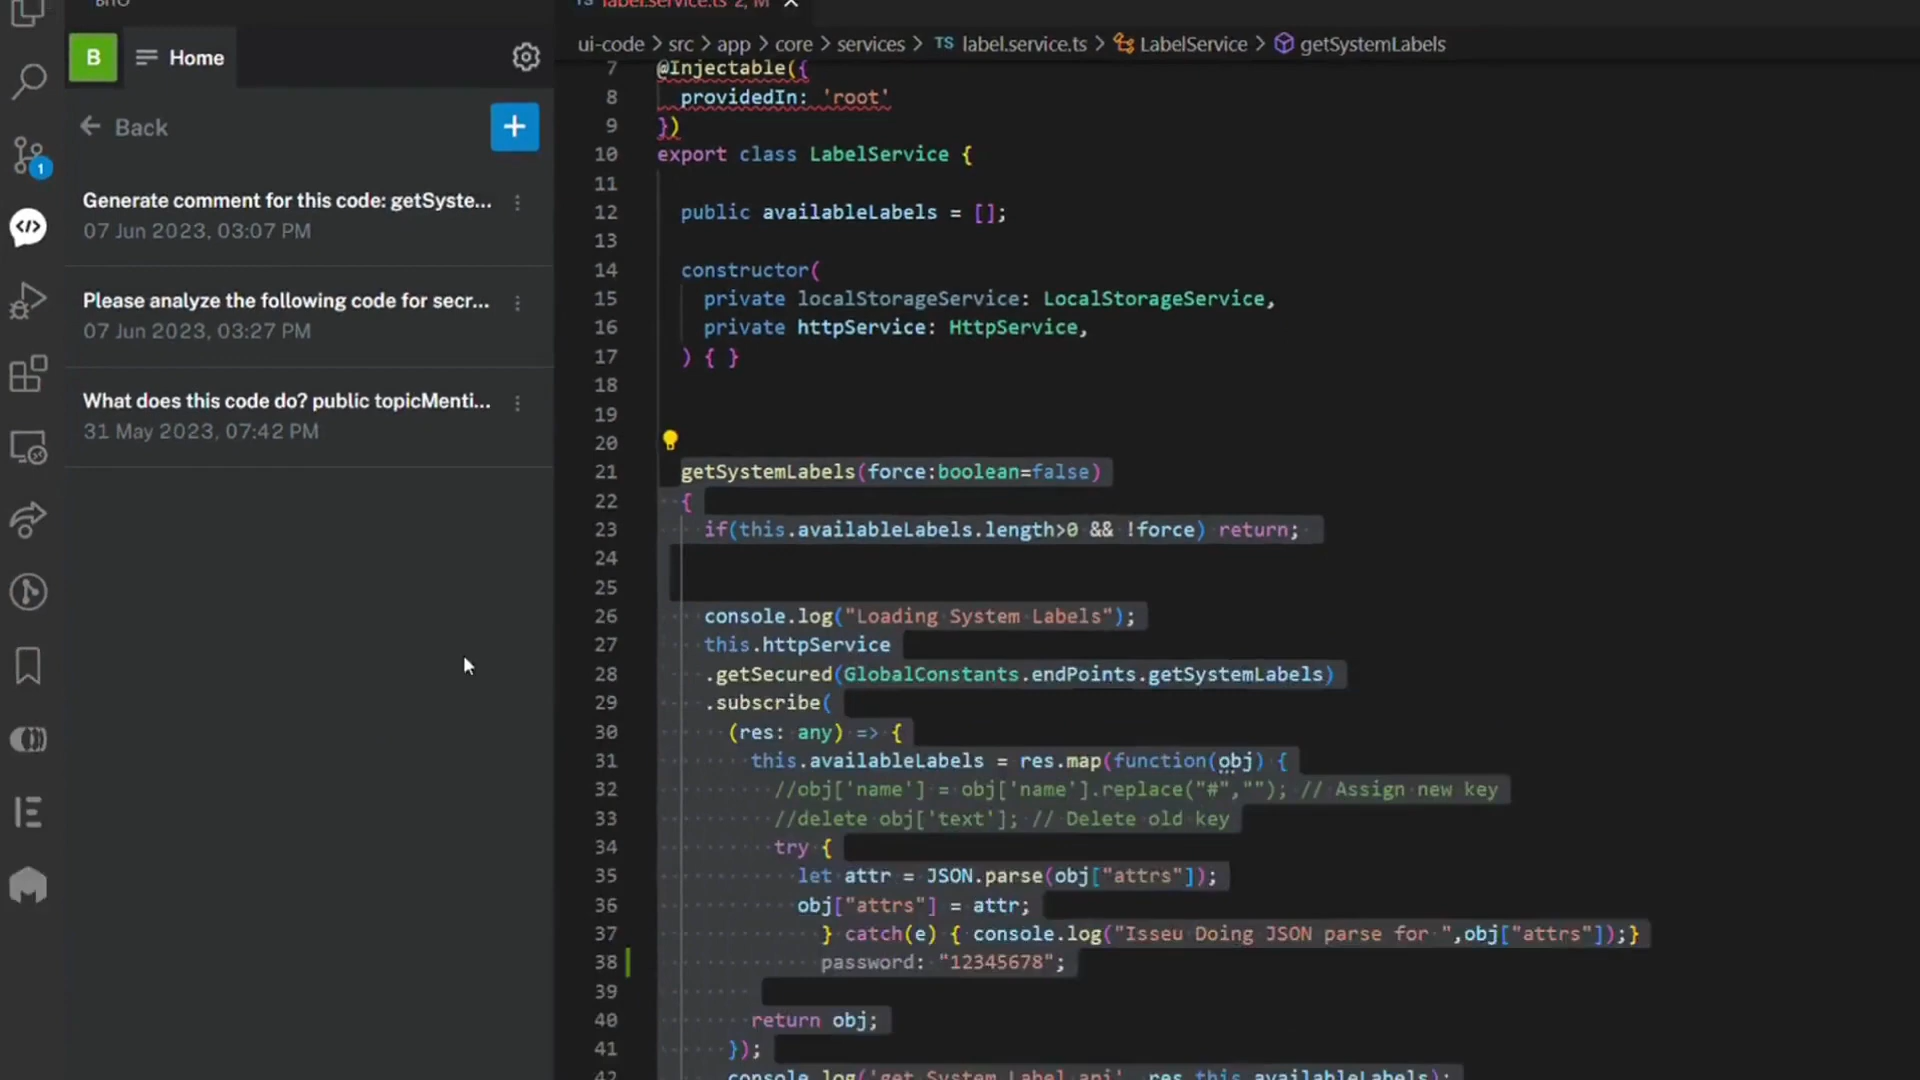 BITO
B
Home
Back
+
Generate comment for this code: getSyste...
07 Jun 2023, 03:07 PM
Please analyze the following code for secr...
07 Jun 2023, 03:27 PM
What does this code do? public topicMenti...
31 May 2023, 07:42 PM
1
TS label.service.ts 2, M
ui-code > src > app > core > services > TS label.service.ts > LabelService > getSystemLabels
7 @Injectable({
8 providedIn: 'root'
9 })
10 export class LabelService {
11
12 public availableLabels = [];
13
14 constructor(
15 private localStorageService: LocalStorageService,
16 private httpService: HttpService,
17 ) { }
18
19
20
21 getSystemLabels(force:boolean=false)
22 {
23 if(this.availableLabels.length>0 && !force) return;
24
25
26 console.log("Loading System Labels");
27 this.httpService
28 .getSecured(GlobalConstants.endPoints.getSystemLabels)
29 .subscribe(
30 (res: any) => {
31 this.availableLabels = res.map(function(obj) {
32 //obj['name'] = obj['name'].replace("#",""); // Assign new key
33 //delete obj['text']; // Delete old key
34 try {
35 let attr = JSON.parse(obj["attrs"]);
36 obj["attrs"] = attr;
37 } catch(e) { console.log("Isseu Doing JSON parse for ",obj["attrs"]);}
38 password: "12345678";
39
40 return obj;
41 });
42 console.log('get System Label api', res,this.availableLabels);